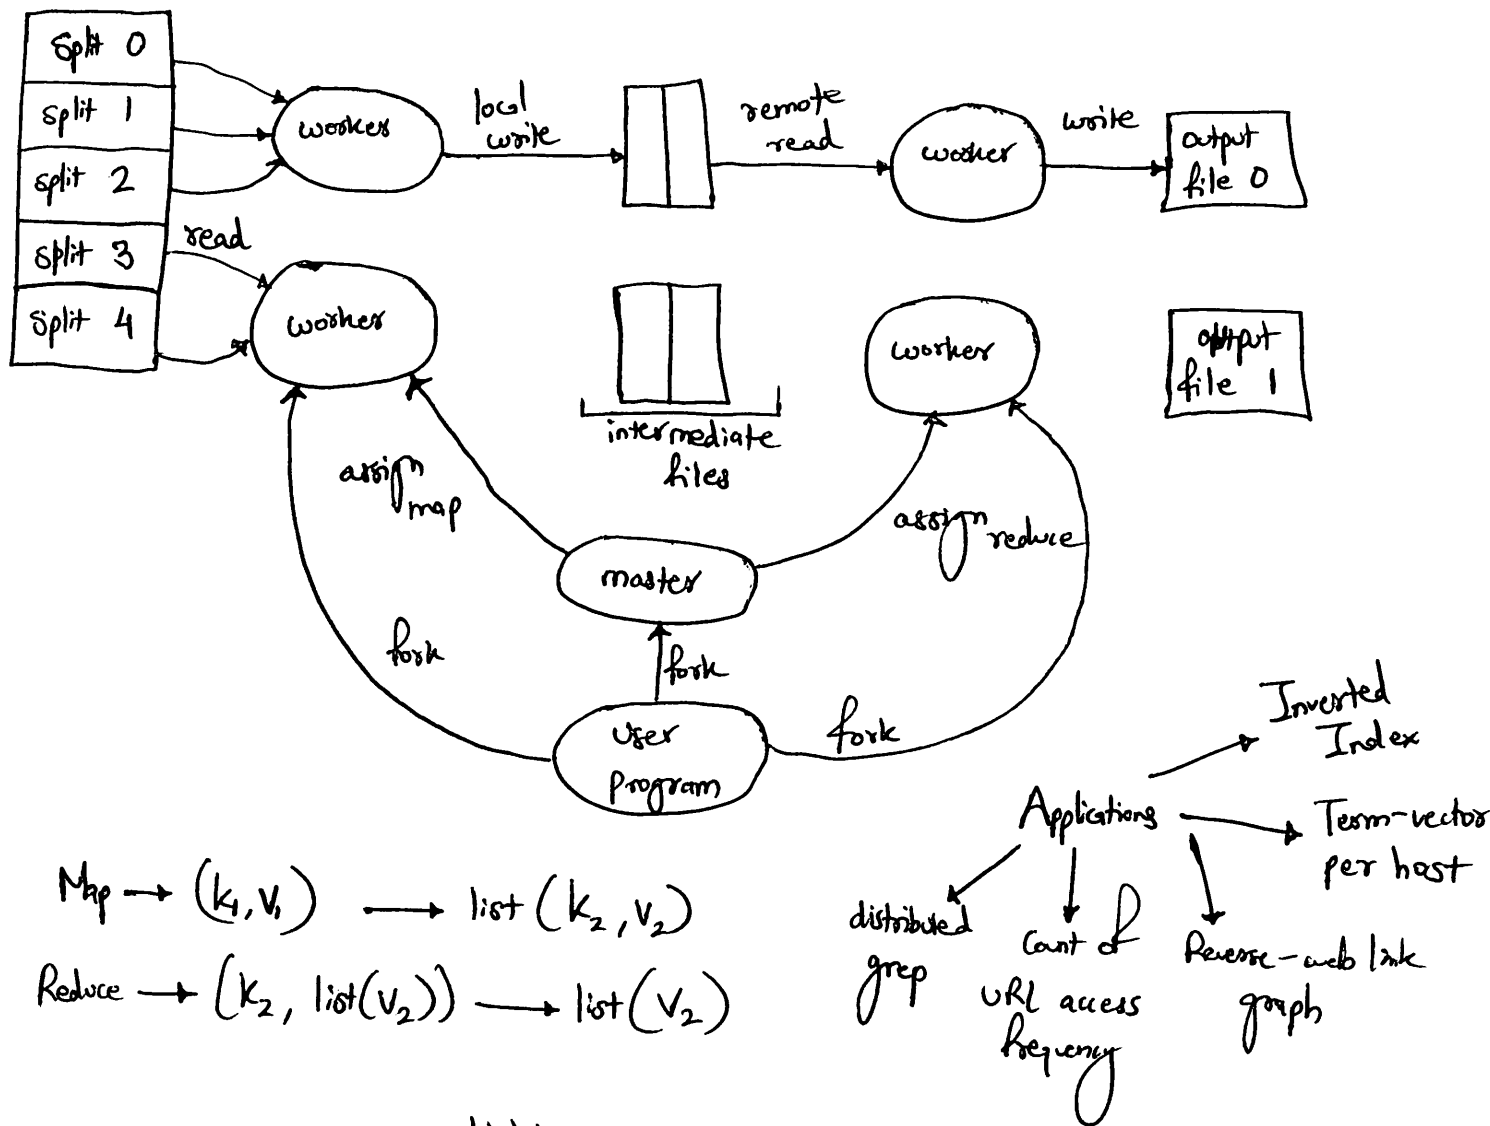 Split 0
split 1
split 2
split 3
Split 4
read
worker
local
write
remote
read
worker
write
output
file 0
worker
intermediate
files
worker
output
file 1
assign
map
assign
reduce
master
fork
fork
fork
User
program
Applications
Inverted
Index
Term-vector
per host
Reverse-web link
graph
Count of
URL access
frequency
distributed
grep
Map → (k₁, v₁) → list (k₂, v₂)
Reduce → (k₂, list(v₂)) → list (v₂)